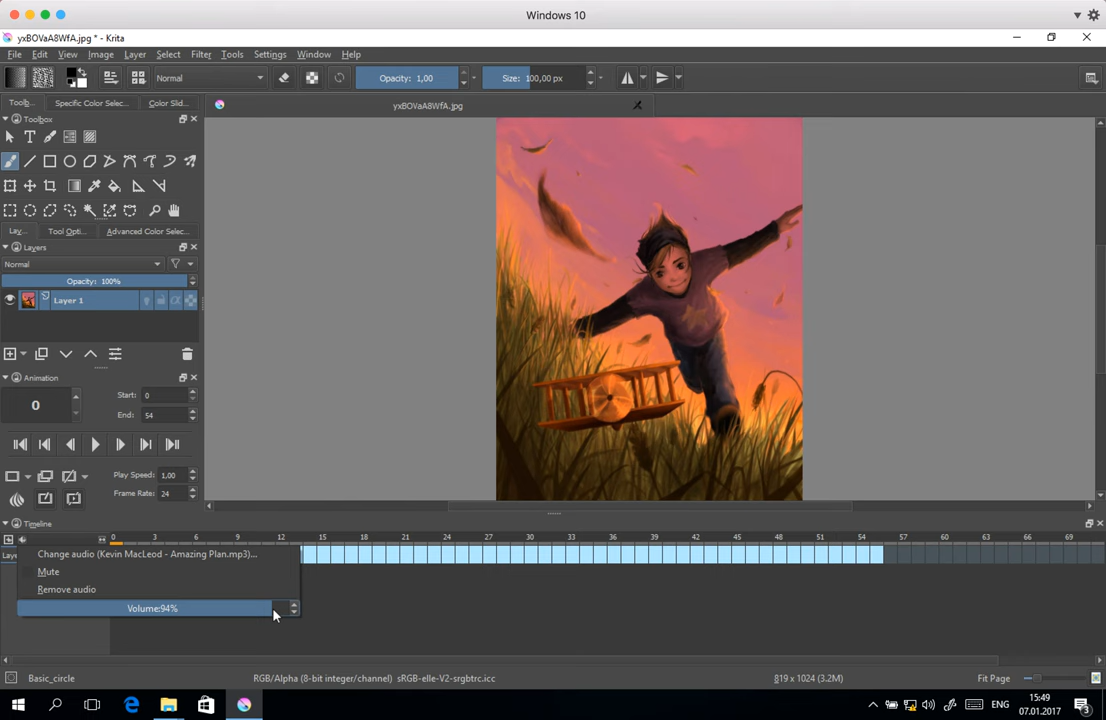 Windows 10
yxBOVaA8WfA.jpg * - Krita
File Edit View Image Layer Select Filter Tools Settings Window Help
Normal Opacity: 1,00 Size: 100,00 px
Toolb... Specific Color Selec... Color Slid... yxBOVaA8WfA.jpg
Toolbox
Lay... Tool Opti... Advanced Color Selec...
Layers
Normal
Opacity: 100%
Layer 1
Animation
0 Start: 0
End: 54
Play Speed: 1,00
Frame Rate: 24
Timeline
0 3 6 9 12 15 18 21 24 27 30 33 36 39 42 45 48 51 54 57 60 63 66 69
Laye
Change audio (Kevin MacLeod - Amazing Plan.mp3)...
Mute
Remove audio
Volume:94%
Basic_circle RGB/Alpha (8-bit integer/channel) sRGB-elle-V2-srgbtrc.icc 819 x 1024 (3.2M) Fit Page
ENG 15:49
07.01.2017 3